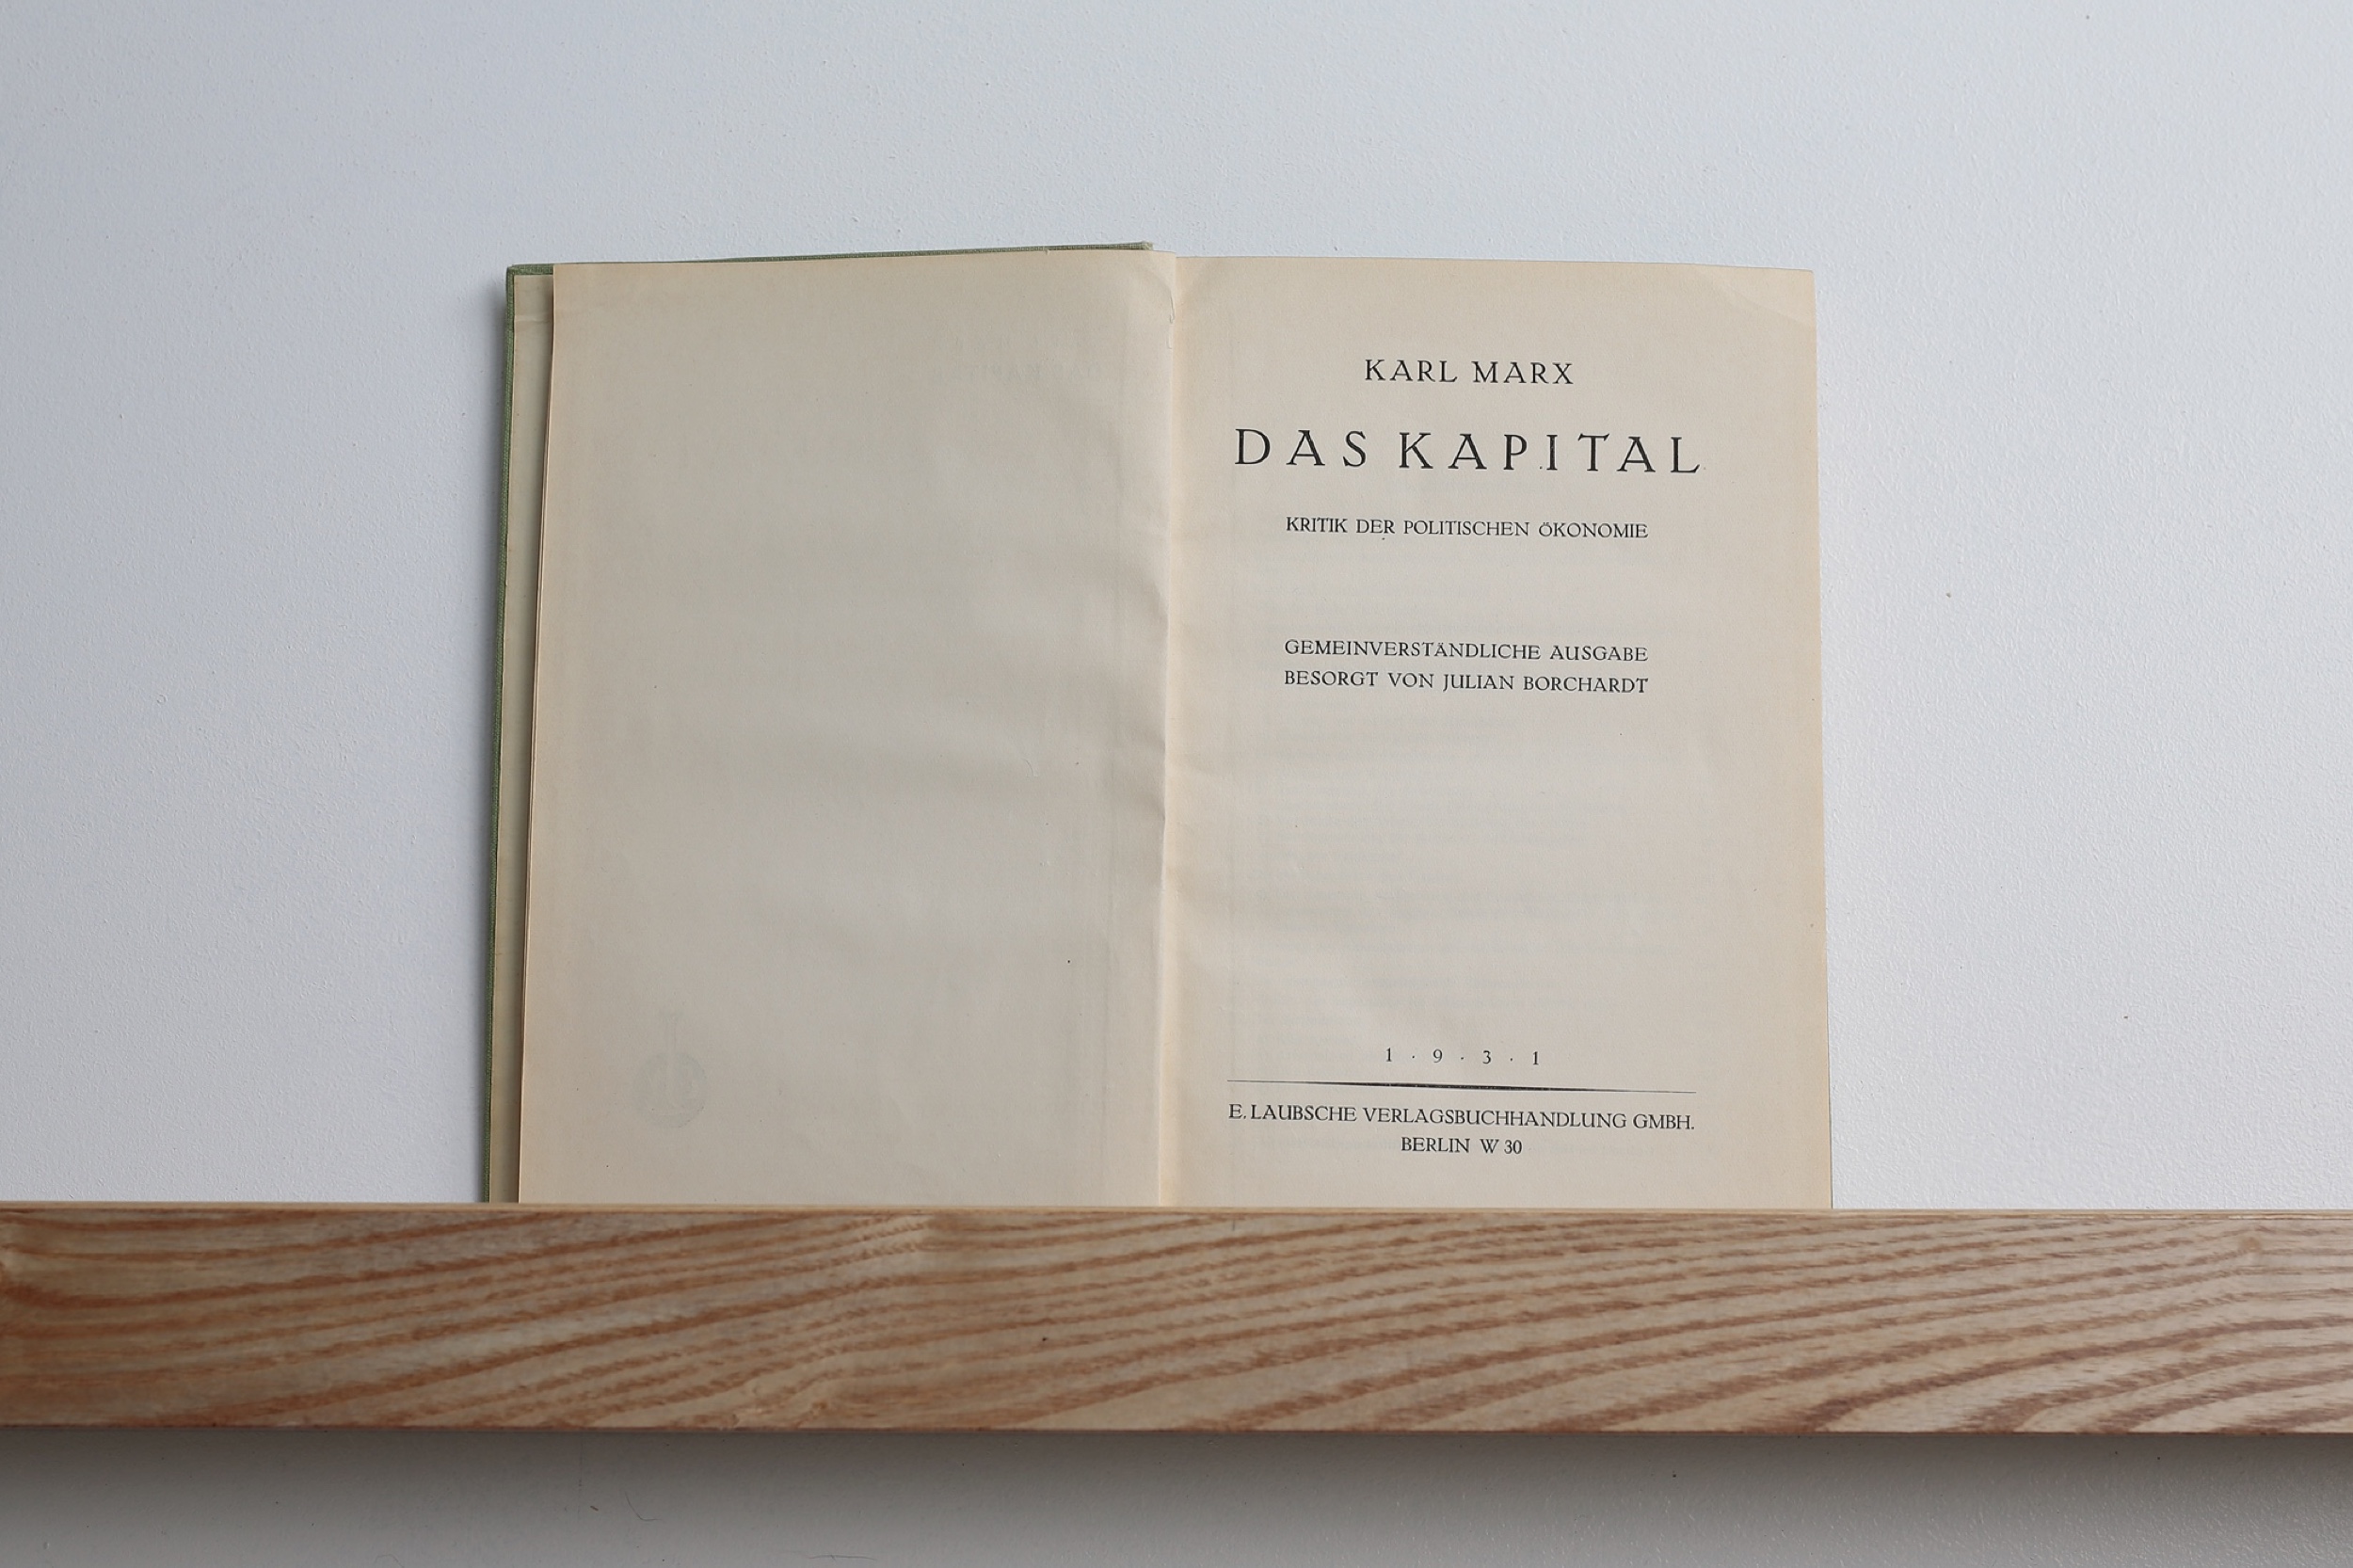 KARL MARX
DAS KAPITAL
KRITIK DER POLITISCHEN ÖKONOMIE
GEMEINVERSTÄNDLICHE AUSGABE
BESORGT VON JULIAN BORCHARDT
1 · 9 · 3 · 1
E. LAUBSCHE VERLAGSBUCHHANDLUNG GMBH.
BERLIN W 30